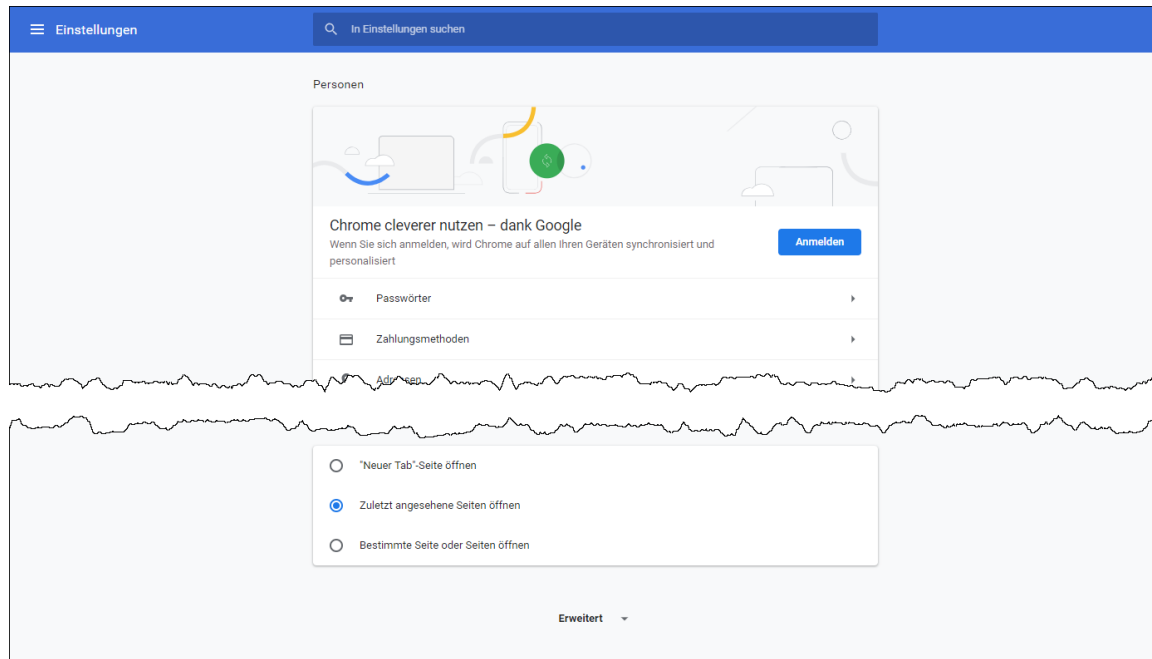 Einstellungen
In Einstellungen suchen
Personen
Chrome cleverer nutzen – dank Google
Wenn Sie sich anmelden, wird Chrome auf allen Ihren Geräten synchronisiert und
personalisiert
Anmelden
Passwörter
Zahlungsmethoden
Adressen
"Neuer Tab"-Seite öffnen
Zuletzt angesehene Seiten öffnen
Bestimmte Seite oder Seiten öffnen
Erweitert